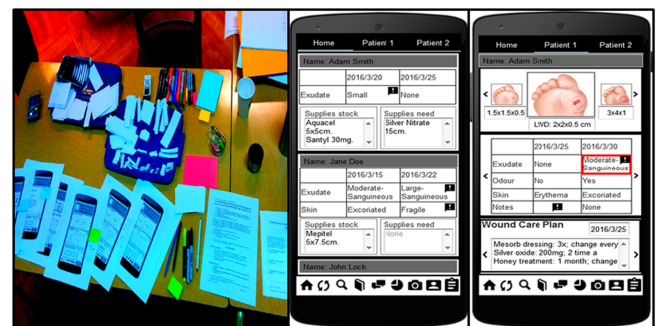 Home Patient 1 Patient 2
Name: Adam Smith
2016/3/20 2016/3/25
Exudate Small None
Supplies stock Supplies need
Aquacel
5x5cm.
Santyl 30mg.
Silver Nitrate
15cm.
Name: Jane Doe
2016/3/15 2016/3/22
Exudate Moderate-
Sanguineous
Large-
Sanguineous
Skin Excoriated Fragile
Supplies stock Supplies need
Mepitel
5x7.5cm.
None
Name: John Lock
Home Patient 1 Patient 2
Name: Adam Smith
1.5x1.5x0.5
LWD: 2x2x0.5 cm
3x4x1
2016/3/25 2016/3/30
Exudate None Moderate-
Sanguineous
Odour No Yes
Skin Erythema Excoriated
Notes None
Wound Care Plan 2016/3/25
Mesorb dressing: 3x; change every
Silver oxide: 200mg; 2 time a
Honey treatment: 1 month; change